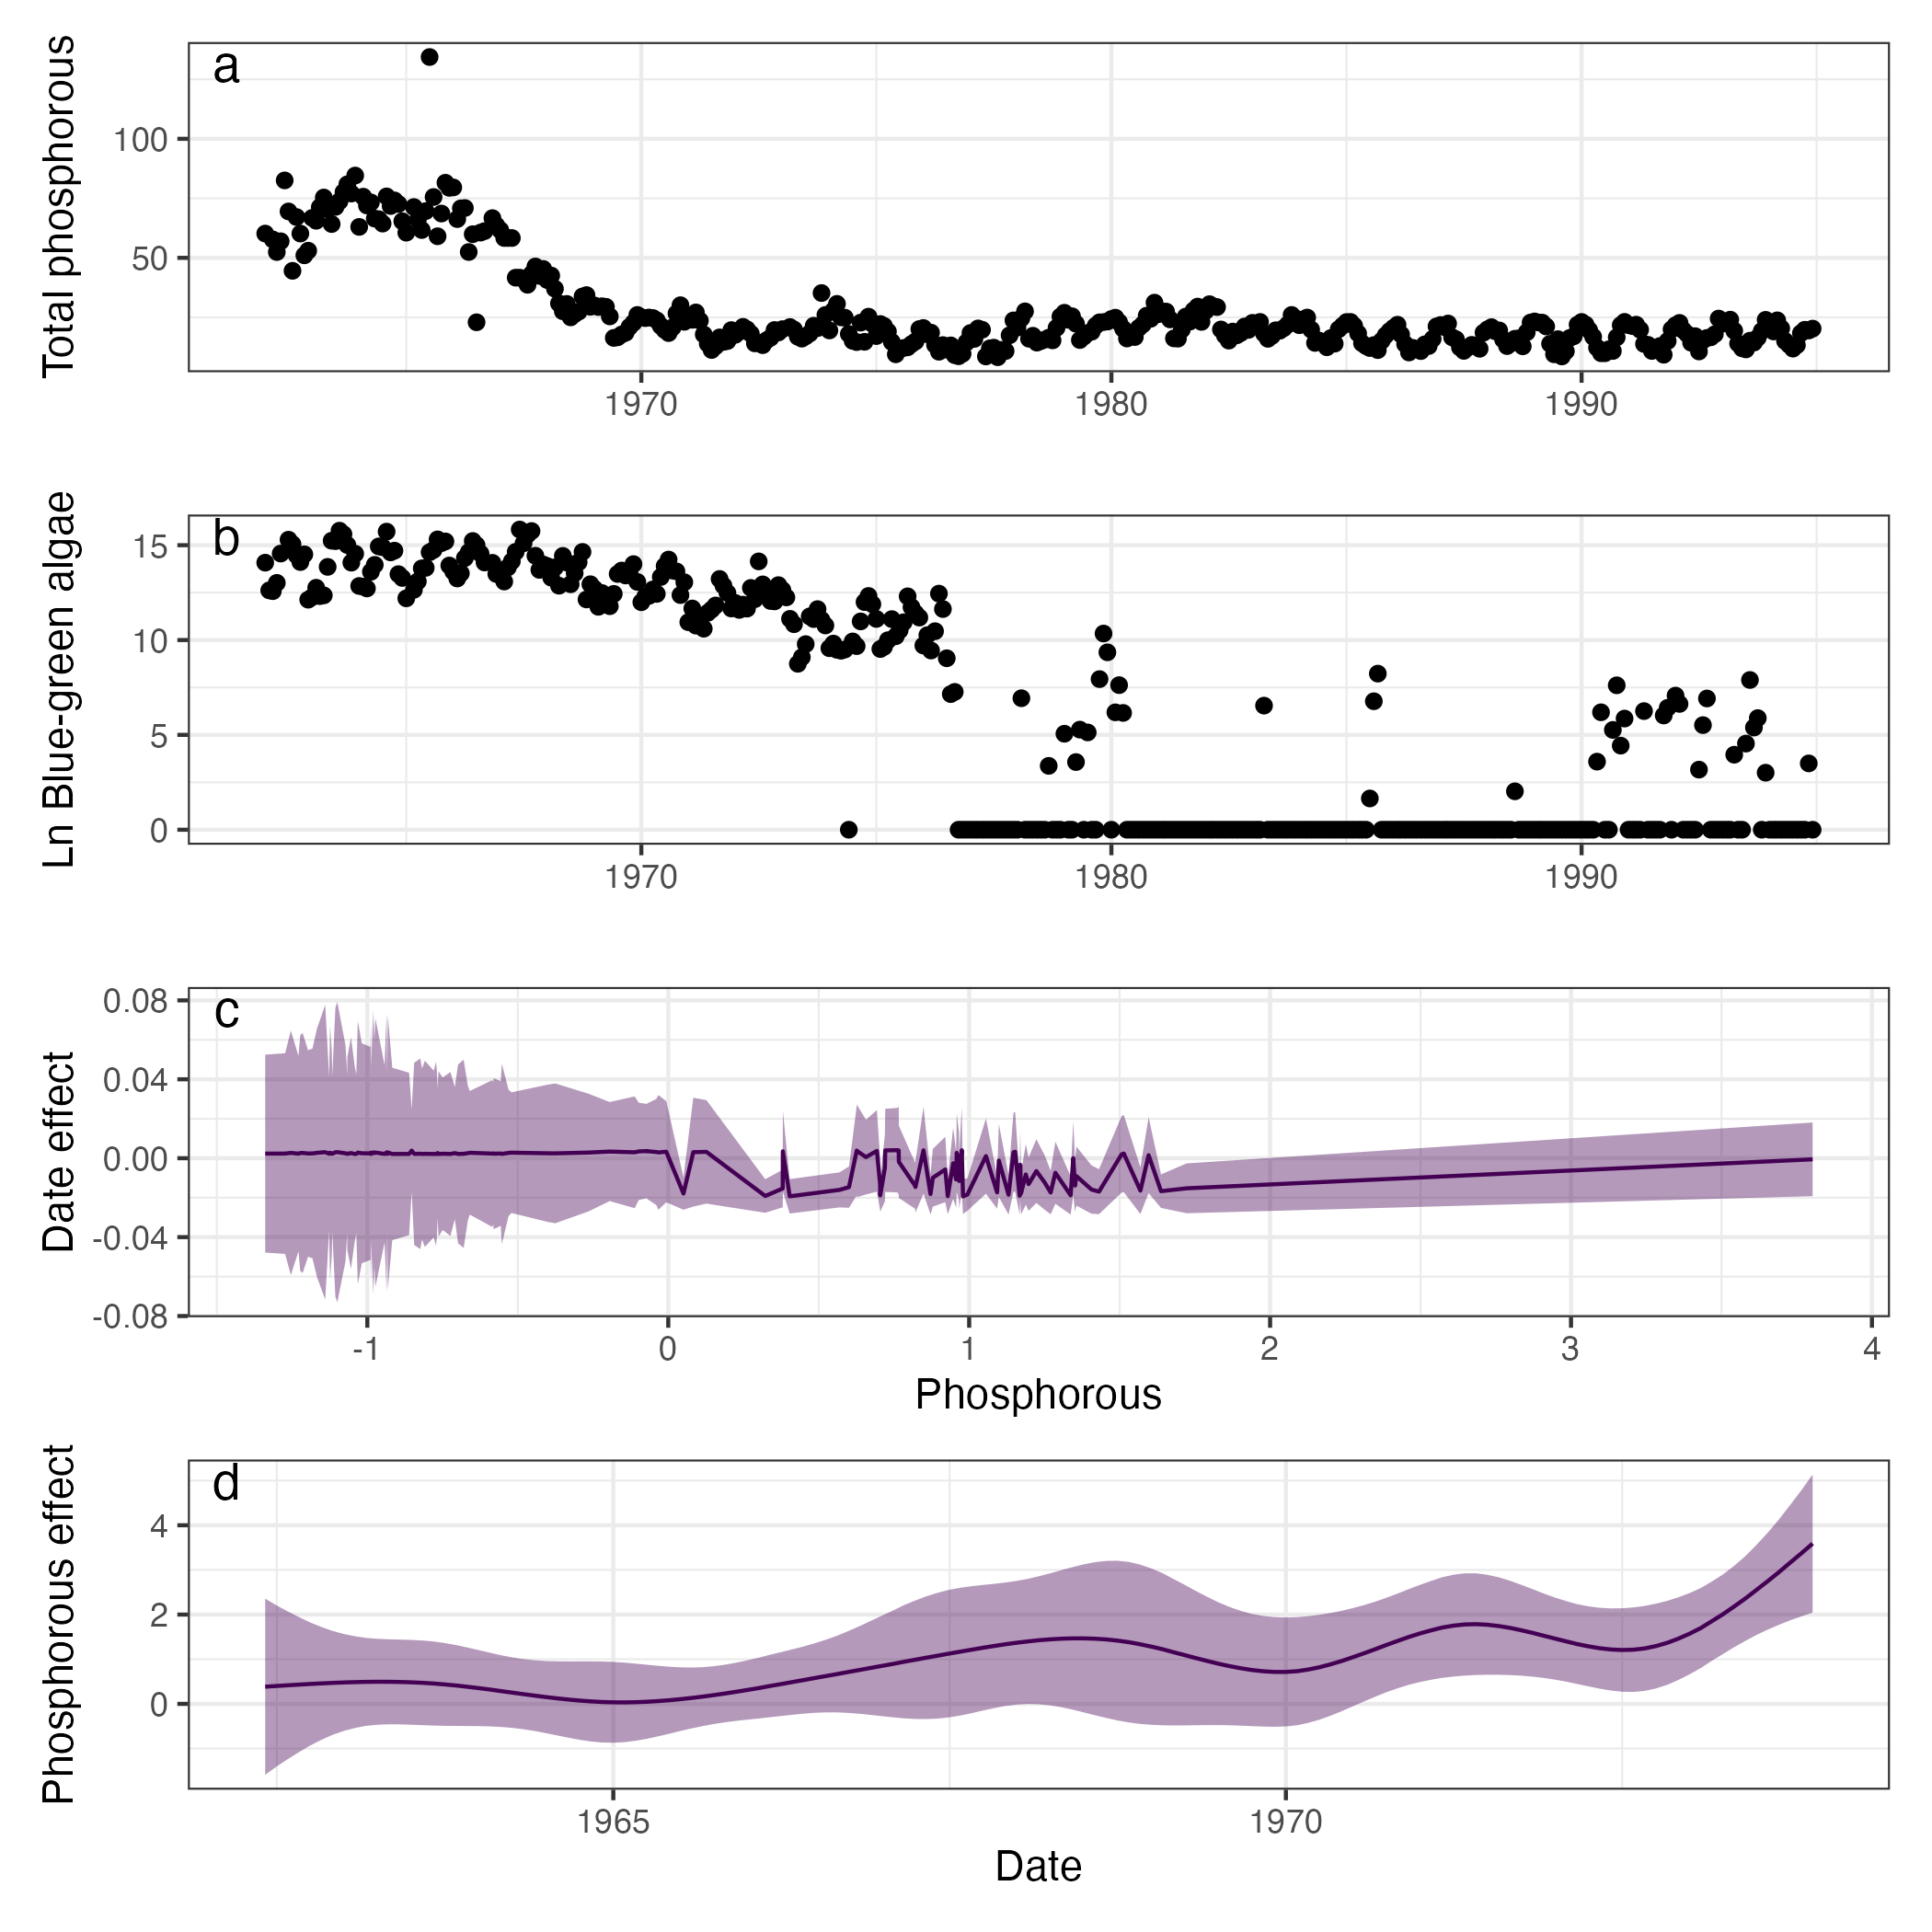 a
Total phosphorous
100
50
1970 1980 1990
b
Ln Blue-green algae
15
10
5
0
1970 1980 1990
c
Date effect
0.08
0.04
0.00
-0.04
-0.08
-1 0 1 2 3 4
Phosphorous
d
Phosphorous effect
4
2
0
1965 1970
Date